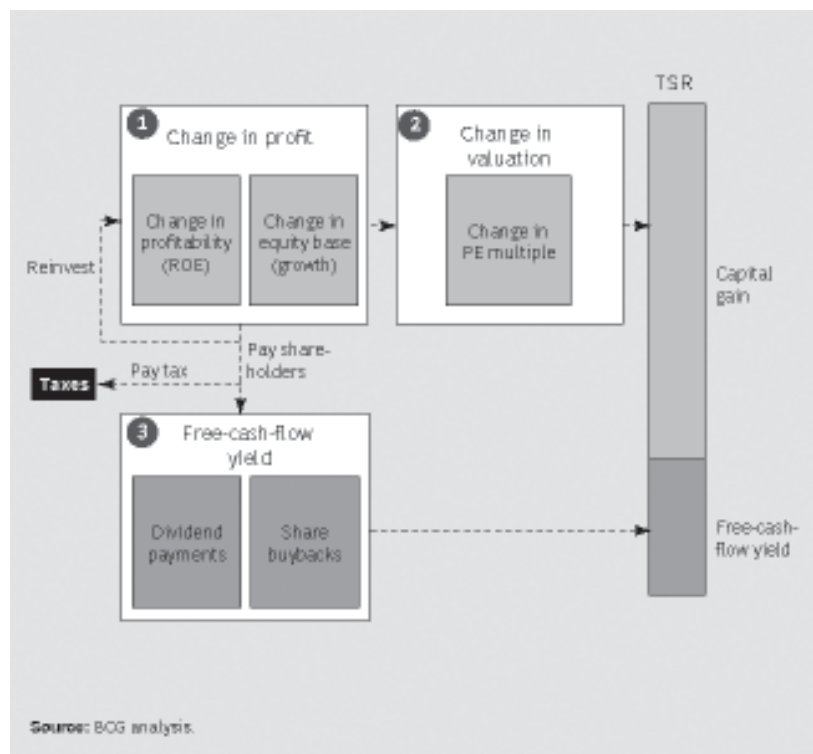 TSR
1
Change in profit
2
Change in
valuation
Change in
profitability
(ROE)
Change in
equity base
(growth)
Change in
PE multiple
Reinvest
Capital
gain
Pay share-
holders
Pay tax
Taxes
3
Free-cash-flow
yield
Dividend
payments
Share
buybacks
Free-cash-
flow yield
Source: BCG analysis.